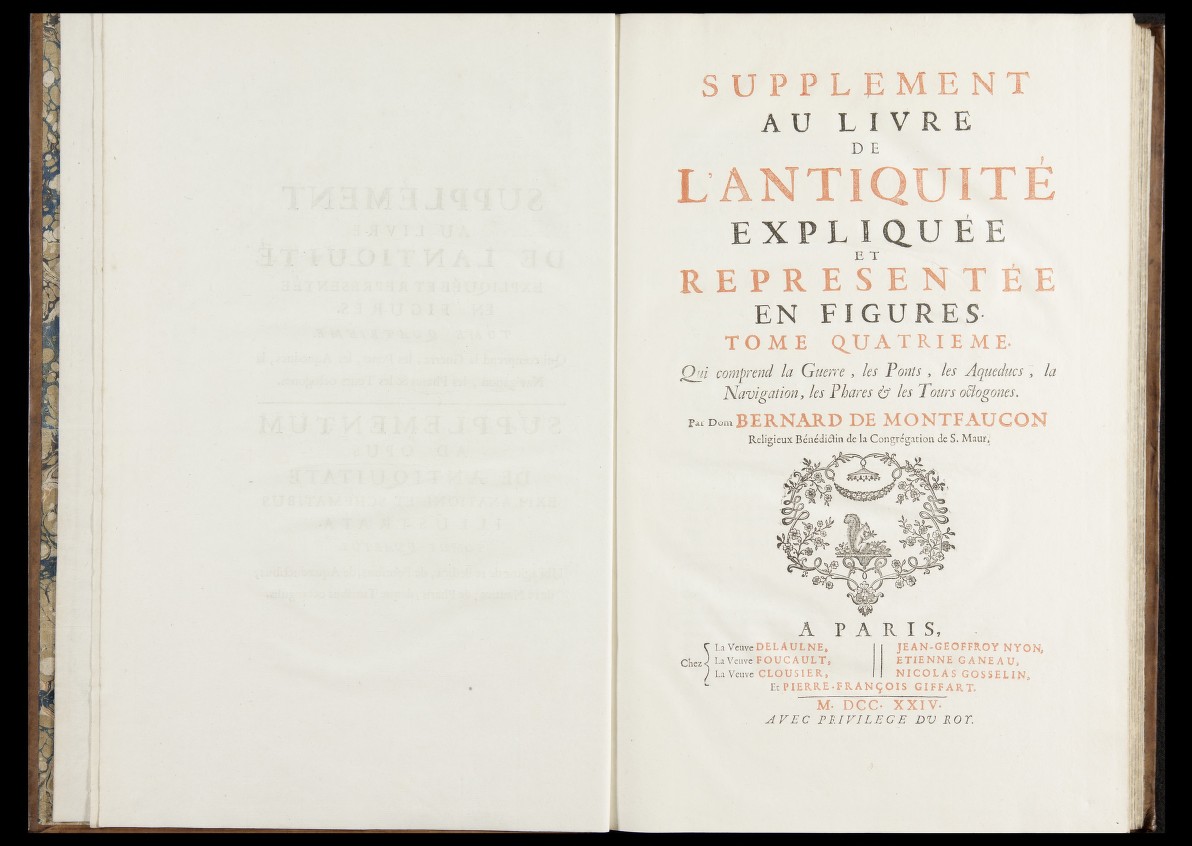 SUPPLEMENT
AU LIVRE
DE
L'ANTIQUITÉ
EXPLIQUÉE
ET
REPRESENTÉE
EN FIGURES.
TOME QUATRIEME.
Qui comprend la Guerre, les Ponts, les Aqueducs, la
Navigation, les Phares & les Tours octogones.
Par Dom BERNARD DE MONTFAUCON
Religieux Bénédictin de la Congrégation de S. Maur,
A PARIS,
Chez { La Veuve DELAULNE, || JEAN-GEOFFROY NYON,
La Veuve FOUCAULT, || ETIENNE GANEAU,
La Veuve CLOUSIER, || NICOLAS GOSSELIN,
Et PIERRE-FRANÇOIS GIFFART.
M. DCC. XXIV.
AVEC PRIVILEGE DU ROY.